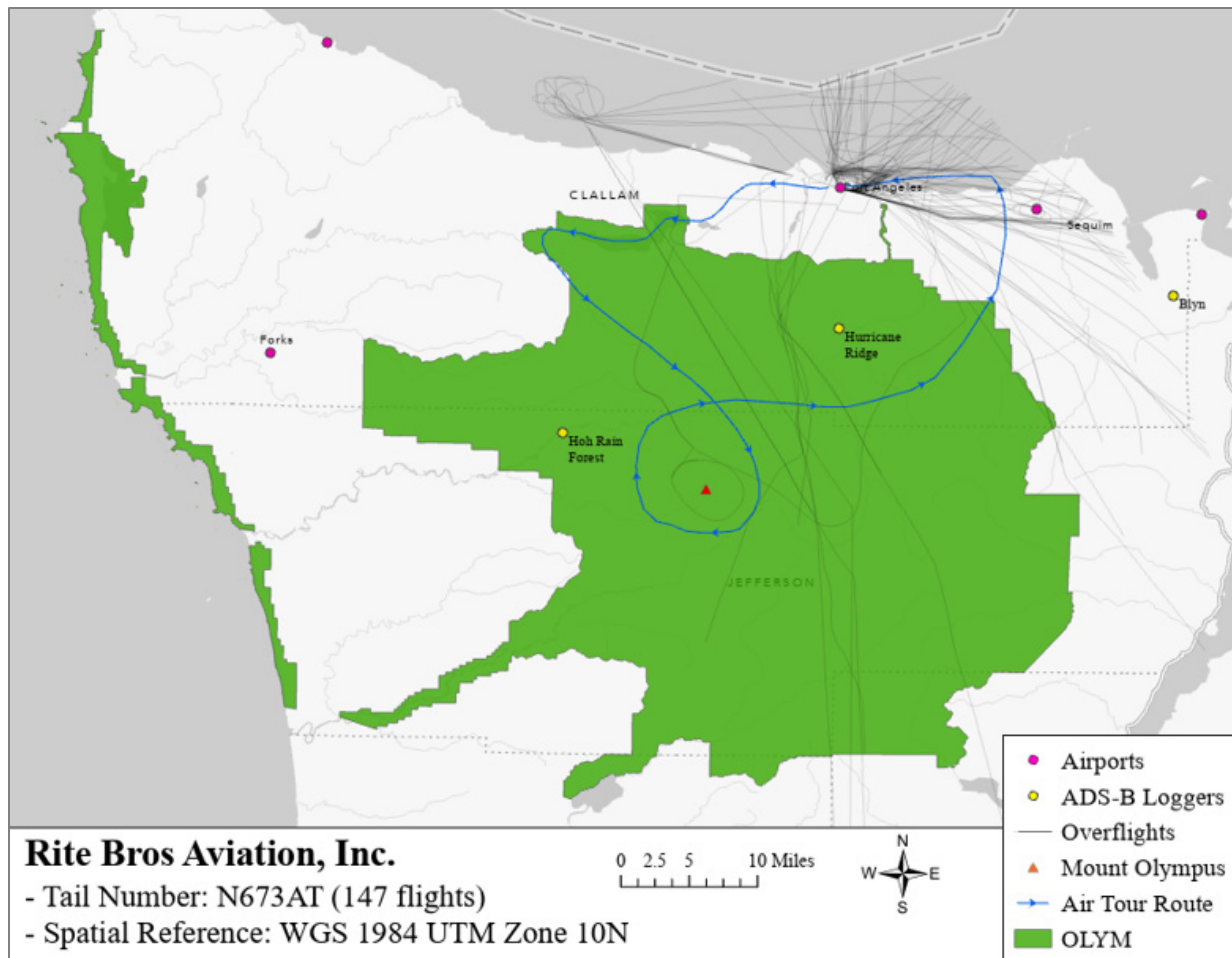 CLALLAM
Port Angeles
Sequim
Blyn
Forks
Hurricane
Ridge
Hoh Rain
Forest
JEFFERSON
Airports
ADS-B Loggers
Overflights
Mount Olympus
Air Tour Route
OLYM
Rite Bros Aviation, Inc.
- Tail Number: N673AT (147 flights)
- Spatial Reference: WGS 1984 UTM Zone 10N
0 2.5 5 10 Miles
N
W E
S